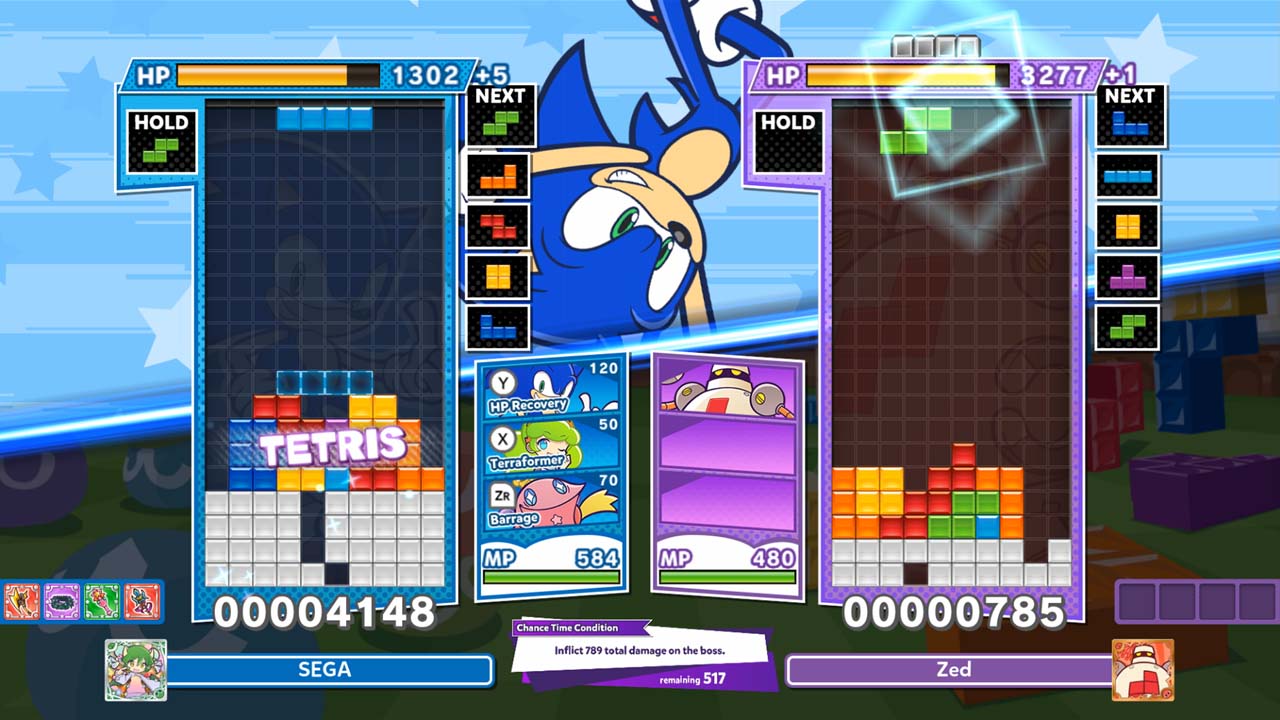 HP 1302 +5
HOLD
NEXT
TETRIS
00004148
SEGA
Y 120
HP Recovery
X 50
Terraformer
ZR 70
Barrage
MP 584
MP 480
Chance Time Condition
Inflict 789 total damage on the boss.
remaining 517
HP 3277 +1
HOLD
NEXT
00000785
Zed